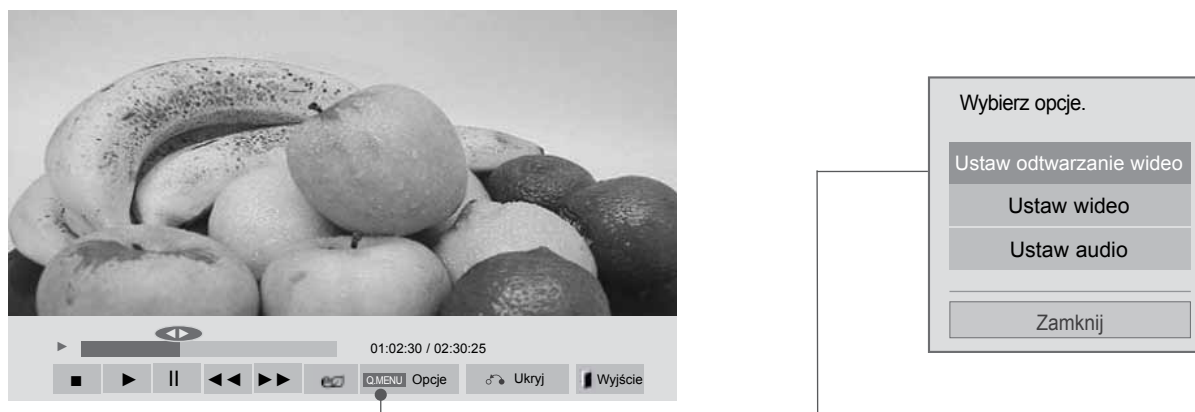 01:02:30 / 02:30:25
Q.MENU Opcje
Ukryj
Wyjście
Wybierz opcje.
Ustaw odtwarzanie wideo
Ustaw wideo
Ustaw audio
Zamknij